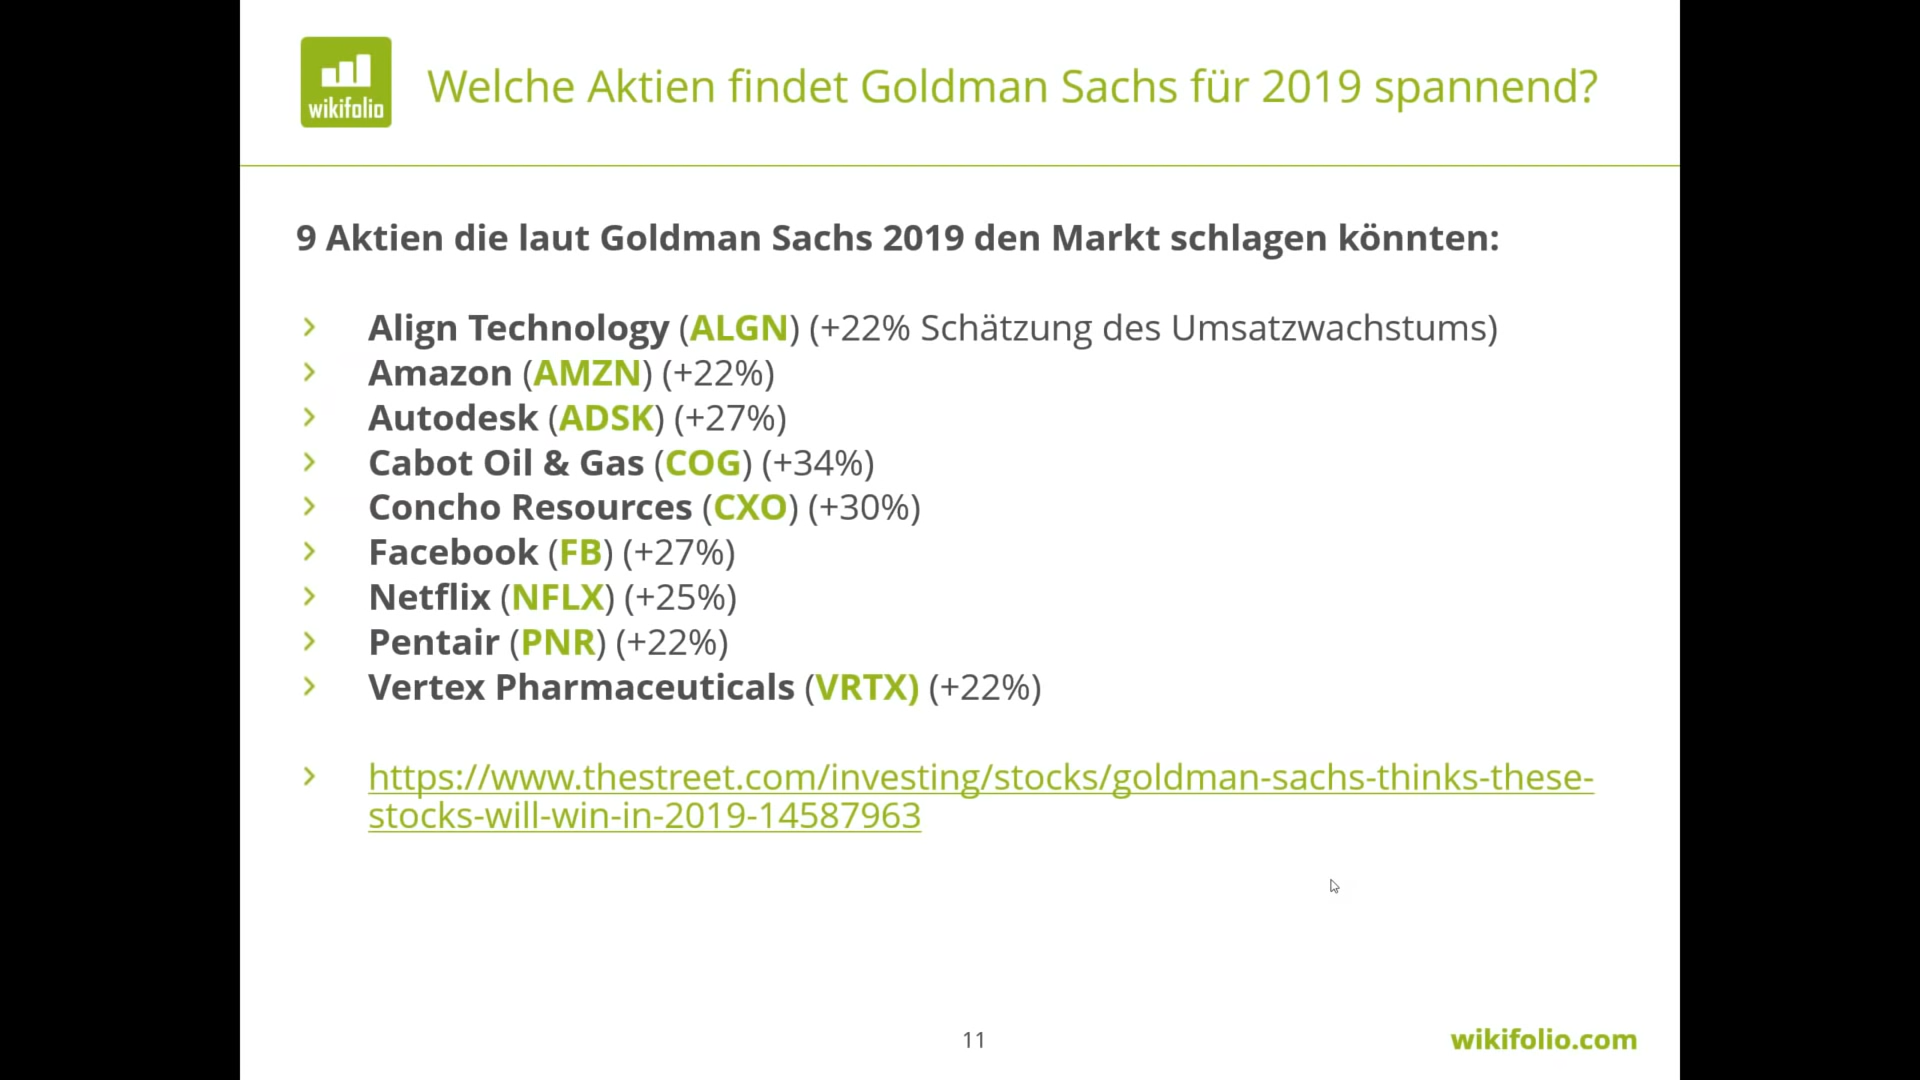 wikifolio
Welche Aktien findet Goldman Sachs für 2019 spannend?
9 Aktien die laut Goldman Sachs 2019 den Markt schlagen könnten:
Align Technology (ALGN) (+22% Schätzung des Umsatzwachstums)
Amazon (AMZN) (+22%)
Autodesk (ADSK) (+27%)
Cabot Oil & Gas (COG) (+34%)
Concho Resources (CXO) (+30%)
Facebook (FB) (+27%)
Netflix (NFLX) (+25%)
Pentair (PNR) (+22%)
Vertex Pharmaceuticals (VRTX) (+22%)
https://www.thestreet.com/investing/stocks/goldman-sachs-thinks-these-
stocks-will-win-in-2019-14587963
11
wikifolio.com